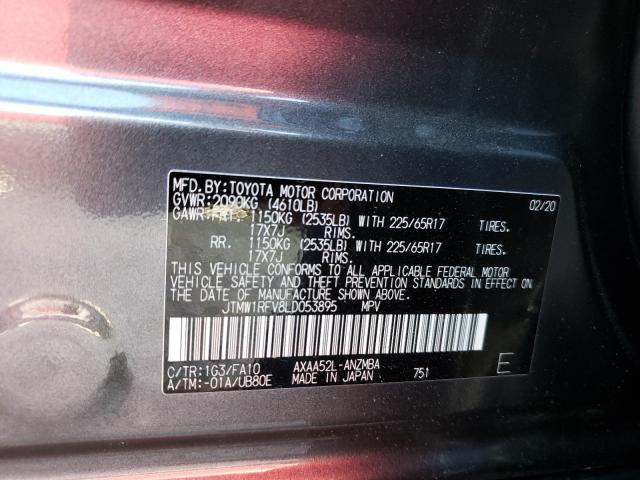 MFD. BY:TOYOTA MOTOR CORPORATION 02/20
GVWR:2090KG (4610LB)
GAWR:FRT. 1150KG (2535LB) WITH 225/65R17 TIRES.
17X7J RIMS.
RR. 1150KG (2535LB) WITH 225/65R17 TIRES.
17X7J RIMS.
THIS VEHICLE CONFORMS TO ALL APPLICABLE FEDERAL MOTOR
VEHICLE SAFETY AND THEFT PREVENTION STANDARDS IN EFFECT
ON THE DATE OF MANUFACTURE SHOWN ABOVE.
JTMW1RFV8LD053895 MPV
C/TR:1G3/FA10 AXAA52L-ANZMBA
A/TM:-01A/UB80E MADE IN JAPAN 751 E